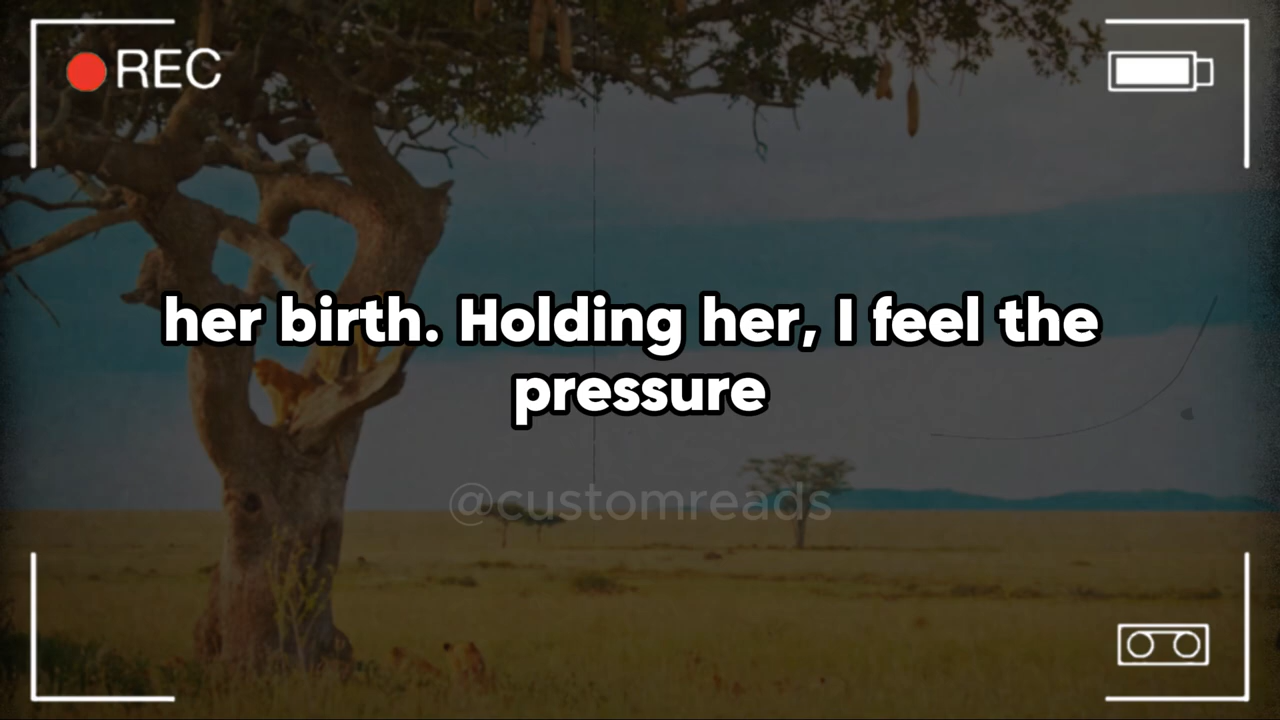 REC
her birth. Holding her, I feel the
pressure
@customreads